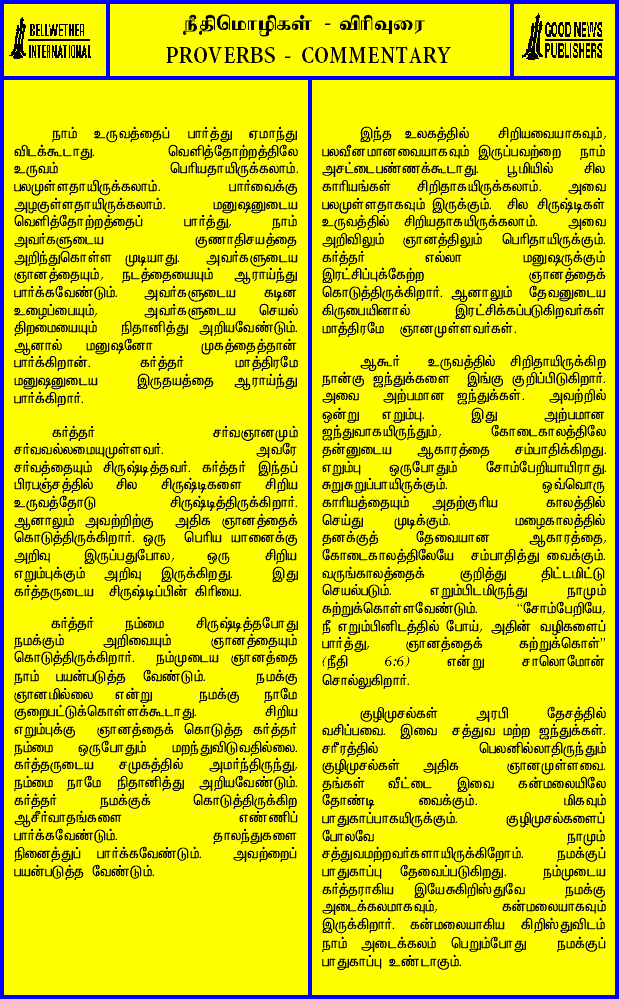 BELLWETHER
INTERNATIONAL
நீதிமொழிகள் - விரிவுரை
PROVERBS - COMMENTARY
GOOD NEWS
PUBLISHERS
நாம் உருவத்தைப் பார்த்து ஏமாந்து
விடக்கூடாது. வெளித்தோற்றத்திலே
உருவம் பெரியதாயிருக்கலாம்.
பலமுள்ளதாயிருக்கலாம். பார்வைக்கு
அழகுள்ளதாயிருக்கலாம். மனுஷனுடைய
வெளித்தோற்றத்தைப் பார்த்து, நாம்
அவர்களுடைய குணாதிசயத்தை
அறிந்துகொள்ள முடியாது. அவர்களுடைய
ஞானத்தையும், நடத்தையையும் ஆராய்ந்து
பார்க்கவேண்டும். அவர்களுடைய கடின
உழைப்பையும், அவர்களுடைய செயல்
திறமையையும் நிதானித்து அறியவேண்டும்.
ஆனால் மனுஷனோ முகத்தைத்தான்
பார்க்கிறான். கர்த்தர் மாத்திரமே
மனுஷனுடைய இருதயத்தை ஆராய்ந்து
பார்க்கிறார்.
கர்த்தர் சர்வஞானமும்
சர்வவல்லமையுமுள்ளவர். அவரே
சர்வத்தையும் சிருஷ்டித்தவர். கர்த்தர் இந்தப்
பிரபஞ்சத்தில் சில சிருஷ்டிகளை சிறிய
உருவத்தோடு சிருஷ்டித்திருக்கிறார்.
ஆனாலும் அவற்றிற்கு அதிக ஞானத்தைக்
கொடுத்திருக்கிறார். ஒரு பெரிய யானைக்கு
அறிவு இருப்பதுபோல, ஒரு சிறிய
எறும்புக்கும் அறிவு இருக்கிறது. இது
கர்த்தருடைய சிருஷ்டிப்பின் கிரியை.
கர்த்தர் நம்மை சிருஷ்டித்தபோது
நமக்கும் அறிவையும் ஞானத்தையும்
கொடுத்திருக்கிறார். நம்முடைய ஞானத்தை
நாம் பயன்படுத்த வேண்டும். நமக்கு
ஞானமில்லை என்று நமக்கு நாமே
குறைபட்டுக்கொள்ளக்கூடாது. சிறிய
எறும்புக்கு ஞானத்தைக் கொடுத்த கர்த்தர்
நம்மை ஒருபோதும் மறந்துவிடுவதில்லை.
கர்த்தருடைய சமுகத்தில் அமர்ந்திருந்து,
நம்மை நாமே நிதானித்து அறியவேண்டும்.
கர்த்தர் நமக்குக் கொடுத்திருக்கிற
ஆசீர்வாதங்களை எண்ணிப்
பார்க்கவேண்டும். தாலந்துகளை
நினைத்துப் பார்க்கவேண்டும். அவற்றைப்
பயன்படுத்த வேண்டும்.
இந்த உலகத்தில் சிறியவையாகவும்,
பலவீனமானவையாகவும் இருப்பவற்றை நாம்
அசட்டைபண்ணக்கூடாது. பூமியில் சில
காரியங்கள் சிறிதாகயிருக்கலாம். அவை
பலமுள்ளதாகவும் இருக்கும். சில சிருஷ்டிகள்
உருவத்தில் சிறியதாகயிருக்கலாம். அவை
அறிவிலும் ஞானத்திலும் பெரிதாயிருக்கும்.
கர்த்தர் எல்லா மனுஷருக்கும்
இரட்சிப்புக்கேற்ற ஞானத்தைக்
கொடுத்திருக்கிறார். ஆனாலும் தேவனுடைய
கிருபையினால் இரட்சிக்கப்படுகிறவர்கள்
மாத்திரமே ஞானமுள்ளவர்கள்.
ஆகூர் உருவத்தில் சிறிதாயிருக்கிற
நான்கு ஜந்துக்களை இங்கு குறிப்பிடுகிறார்.
அவை அற்பமான ஜந்துக்கள். அவற்றில்
ஒன்று எறும்பு. இது அற்பமான
ஜந்துவாகயிருந்தும், கோடைகாலத்திலே
தன்னுடைய ஆகாரத்தை சம்பாதிக்கிறது.
எறும்பு ஒருபோதும் சோம்பேறியாயிராது.
சுறுசுறுப்பாயிருக்கும். ஒவ்வொரு
காரியத்தையும் அதற்குரிய காலத்தில்
செய்து முடிக்கும். மழைகாலத்தில்
தனக்குத் தேவையான ஆகாரத்தை,
கோடைகாலத்திலேயே சம்பாதித்து வைக்கும்.
வருங்காலத்தைக் குறித்து திட்டமிட்டு
செயல்படும். எறும்பிடமிருந்து நாமும்
கற்றுக்கொள்ளவேண்டும். “சோம்பேறியே,
நீ எறும்பினிடத்தில் போய், அதின் வழிகளைப்
பார்த்து, ஞானத்தைக் கற்றுக்கொள்”
(நீதி 6:6) என்று சாலொமோன்
சொல்லுகிறார்.
குழிமுசல்கள் அரபி தேசத்தில்
வசிப்பவை. இவை சத்துவ மற்ற ஜந்துக்கள்.
சரீரத்தில் பெலனில்லாதிருந்தும்
குழிமுசல்கள் அதிக ஞானமுள்ளவை.
தங்கள் வீட்டை இவை கன்மலையிலே
தோண்டி வைக்கும். மிகவும்
பாதுகாப்பாகயிருக்கும். குழிமுசல்களைப்
போலவே நாமும்
சத்துவமற்றவர்களாயிருக்கிறோம். நமக்குப்
பாதுகாப்பு தேவைப்படுகிறது. நம்முடைய
கர்த்தராகிய இயேசுகிறிஸ்துவே நமக்கு
அடைக்கலமாகவும், கன்மலையாகவும்
இருக்கிறார். கன்மலையாகிய கிறிஸ்துவிடம்
நாம் அடைக்கலம் பெறும்போது நமக்குப்
பாதுகாப்பு உண்டாகும்.